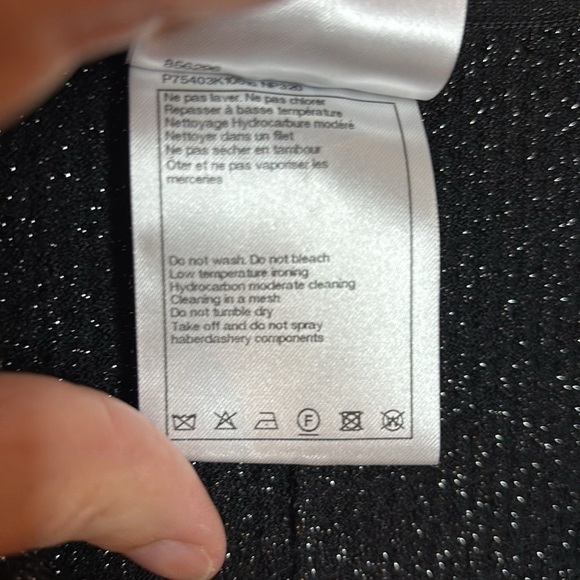 Ne pas laver. Ne pas chlorer
Repasser à basse température
Nettoyage Hydrocarbure modéré
Nettoyer dans un filet
Ne pas sécher en tambour
Oter et ne pas vaporiser les
merceries
Do not wash. Do not bleach
Low temperature ironing
Hydrocarbon moderate cleaning
Cleaning in a mesh
Do not tumble dry
Take off and do not spray
haberdashery components
F W